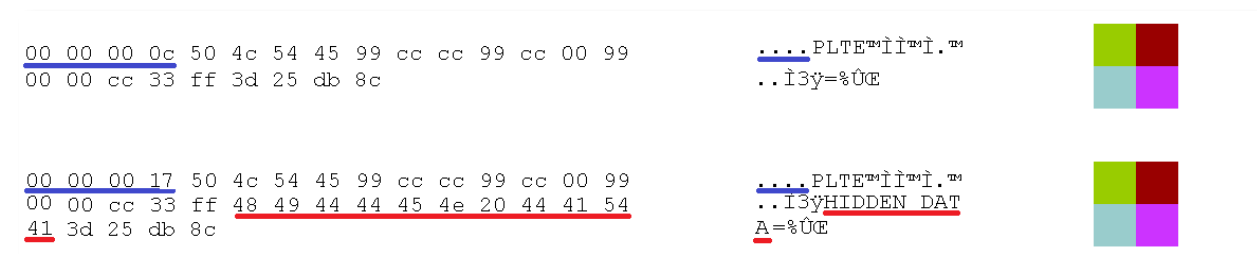 00 00 00 0c 50 4c 54 45 99 cc cc 99 cc 00 99 ....PLTE™ÌÌ™Ì.™
00 00 cc 33 ff 3d 25 db 8c ..Ì3ÿ=%ÛŒ
00 00 00 17 50 4c 54 45 99 cc cc 99 cc 00 99 ....PLTE™ÌÌ™Ì.™
00 00 cc 33 ff 48 49 44 44 45 4e 20 44 41 54 ..Ì3ÿHIDDEN DAT
41 3d 25 db 8c A=%ÛŒ